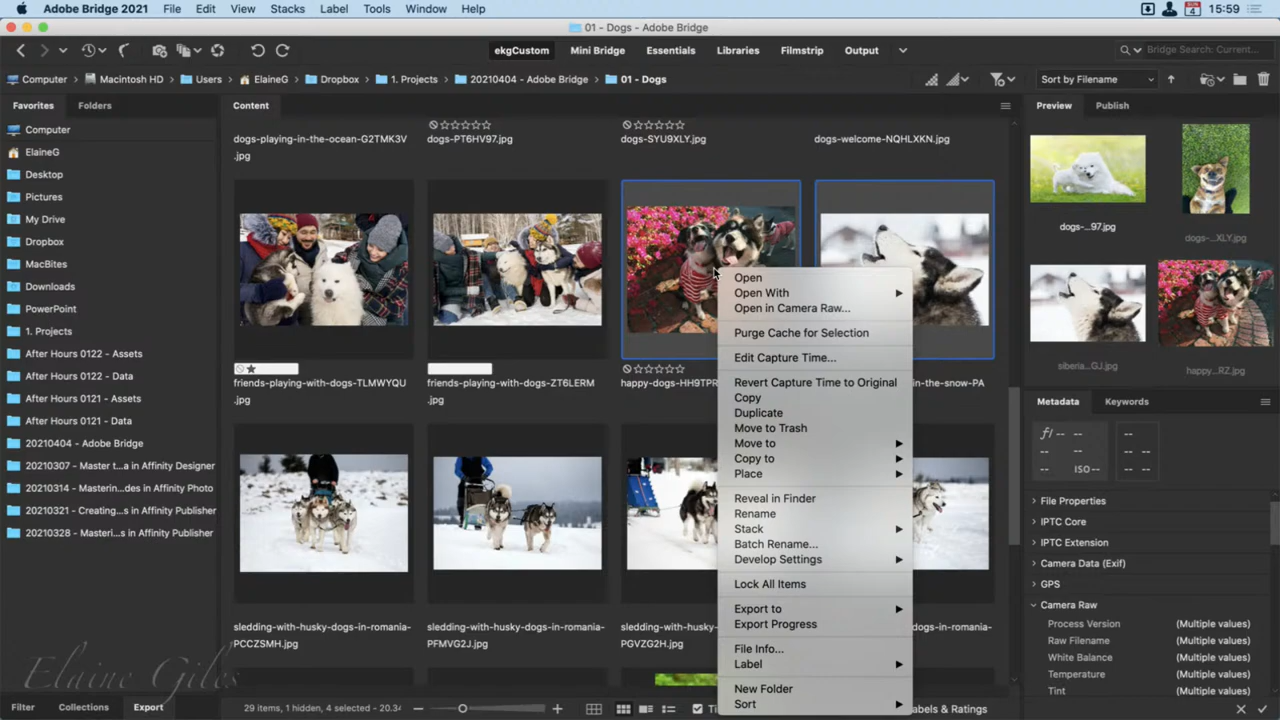 Adobe Bridge 2021 File Edit View Stacks Label Tools Window Help 4 15:59
01 - Dogs - Adobe Bridge
ekgCustom Mini Bridge Essentials Libraries Filmstrip Output Bridge Search: Current...
Computer Macintosh HD Users ElaineG Dropbox 1. Projects 20210404 - Adobe Bridge 01 - Dogs Sort by Filename
Favorites Folders
Computer
ElaineG
Desktop
Pictures
My Drive
Dropbox
MacBites
Downloads
PowerPoint
1. Projects
After Hours 0122 - Assets
After Hours 0122 - Data
After Hours 0121 - Assets
After Hours 0121 - Data
20210404 - Adobe Bridge
20210307 - Master t...a in Affinity Designer
20210314 - Masterin...des in Affinity Photo
20210321 - Creating...s in Affinity Publisher
20210328 - Masteri...s in Affinity Publisher
Elaine Giles
Filter Collections Export
Content
dogs-playing-in-the-ocean-G2TMK3V
.jpg
dogs-PT6HV97.jpg
dogs-SYU9XLY.jpg
dogs-welcome-NQHLXKN.jpg
friends-playing-with-dogs-TLMWYQU
.jpg
friends-playing-with-dogs-ZT6LERM
.jpg
happy-dogs-HH9TPR
in-the-snow-PA
sledding-with-husky-dogs-in-romania-
PCCZSMH.jpg
sledding-with-husky-dogs-in-romania-
PFMVG2J.jpg
sledding-with-husky-dogs-in-romania-
PGVZG2H.jpg
dogs-in-romania-
29 items, 1 hidden, 4 selected - 20.34
Labels & Ratings
Open
Open With
Open in Camera Raw...
Purge Cache for Selection
Edit Capture Time...
Revert Capture Time to Original
Copy
Duplicate
Move to Trash
Move to
Copy to
Place
Reveal in Finder
Rename
Stack
Batch Rename...
Develop Settings
Lock All Items
Export to
Export Progress
File Info...
Label
New Folder
Sort
Preview Publish
dogs-...97.jpg
dogs-...XLY.jpg
siberia...GJ.jpg
happy...RZ.jpg
Metadata Keywords
f/ -- --
-- ISO--
-- 
-- --
-- --
File Properties
IPTC Core
IPTC Extension
Camera Data (Exif)
GPS
Camera Raw
Process Version (Multiple values)
Raw Filename (Multiple values)
White Balance (Multiple values)
Temperature (Multiple values)
Tint (Multiple values)